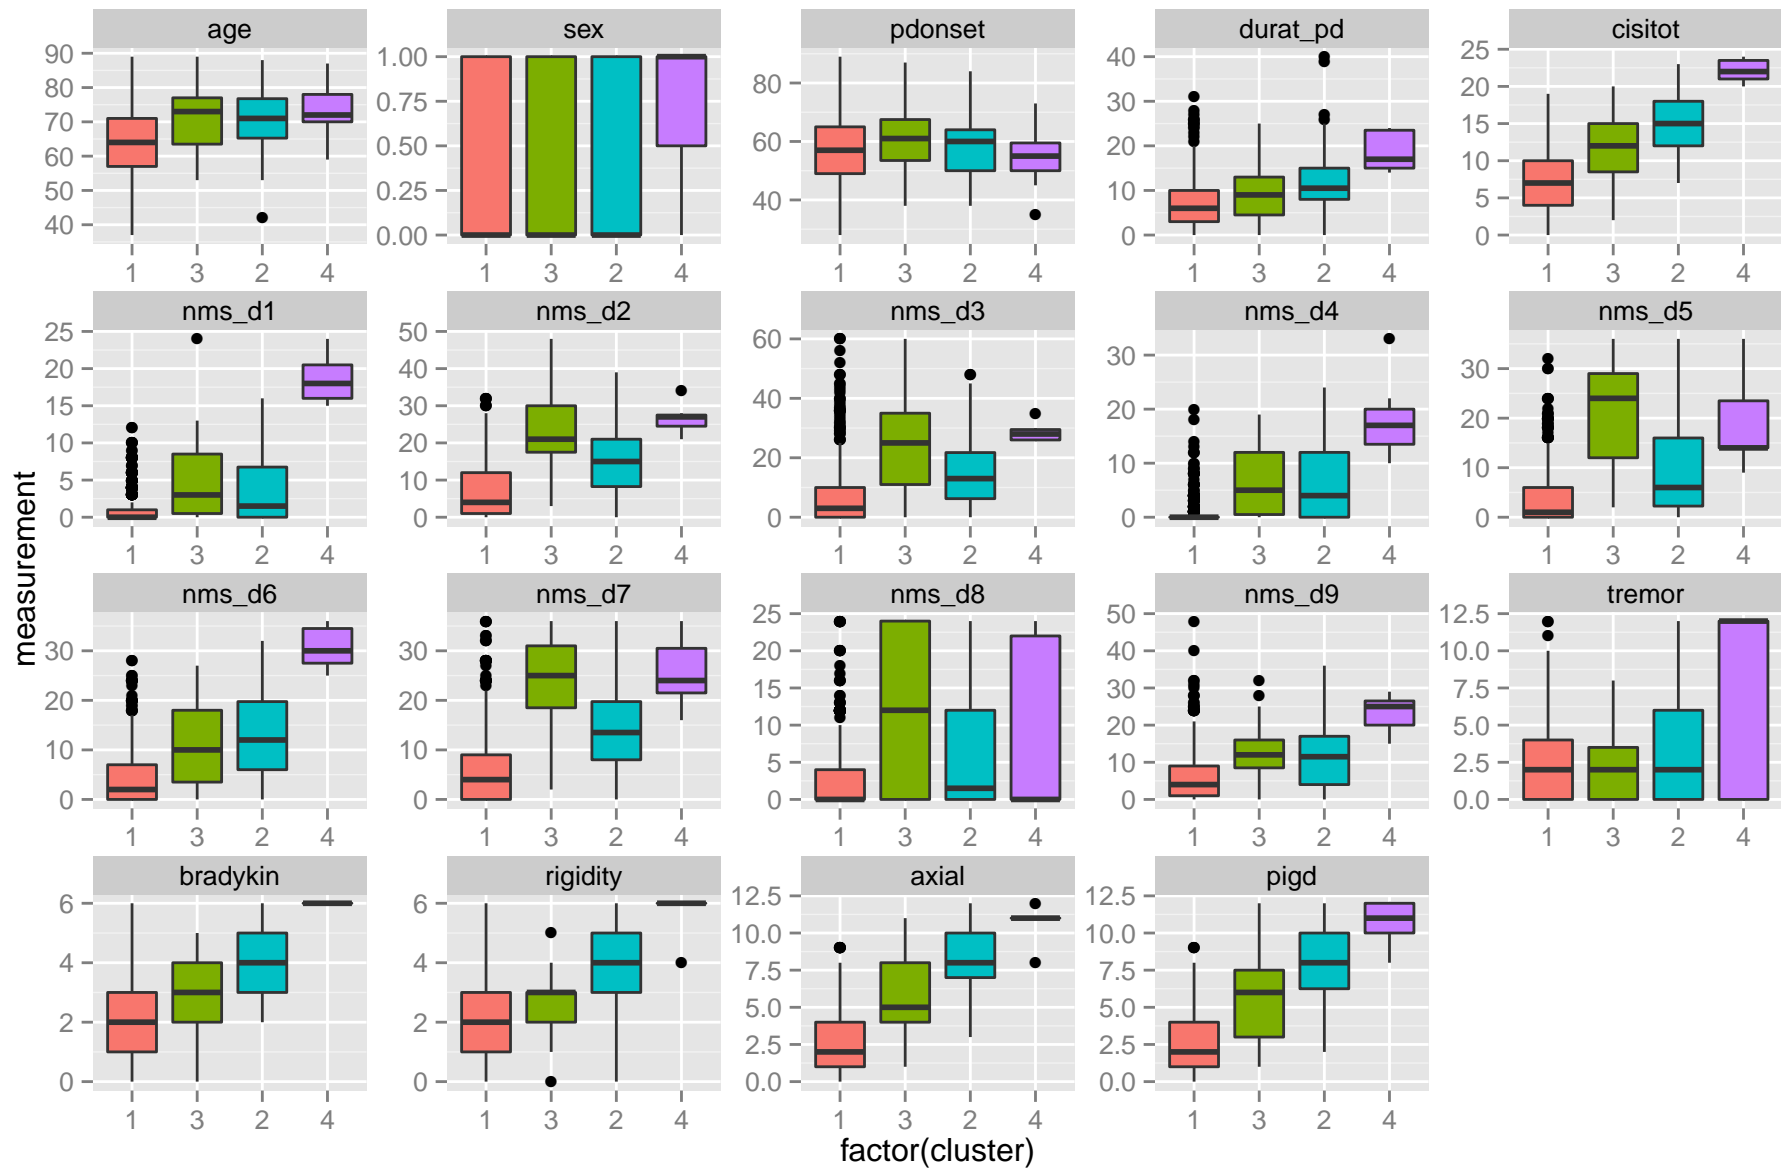 age sex pdonset durat_pd cisitot
90 80 70 60 50 40
1.00 0.75 0.50 0.25 0.00
80 60 40
40 30 20 10 0
25 20 15 10 5 0
1 3 2 4 1 3 2 4 1 3 2 4 1 3 2 4 1 3 2 4
nms_d1 nms_d2 nms_d3 nms_d4 nms_d5
25 20 15 10 5 0
50 40 30 20 10 0
60 40 20 0
30 20 10 0
30 20 10 0
1 3 2 4 1 3 2 4 1 3 2 4 1 3 2 4 1 3 2 4
measurement
nms_d6 nms_d7 nms_d8 nms_d9 tremor
30 20 10 0
30 20 10 0
25 20 15 10 5 0
50 40 30 20 10 0
12.5 10.0 7.5 5.0 2.5 0.0
1 3 2 4 1 3 2 4 1 3 2 4 1 3 2 4 1 3 2 4
bradykin rigidity axial pigd
6 4 2 0
6 4 2 0
12.5 10.0 7.5 5.0 2.5 0.0
12.5 10.0 7.5 5.0 2.5 0.0
1 3 2 4 1 3 2 4 1 3 2 4 1 3 2 4
factor(cluster)